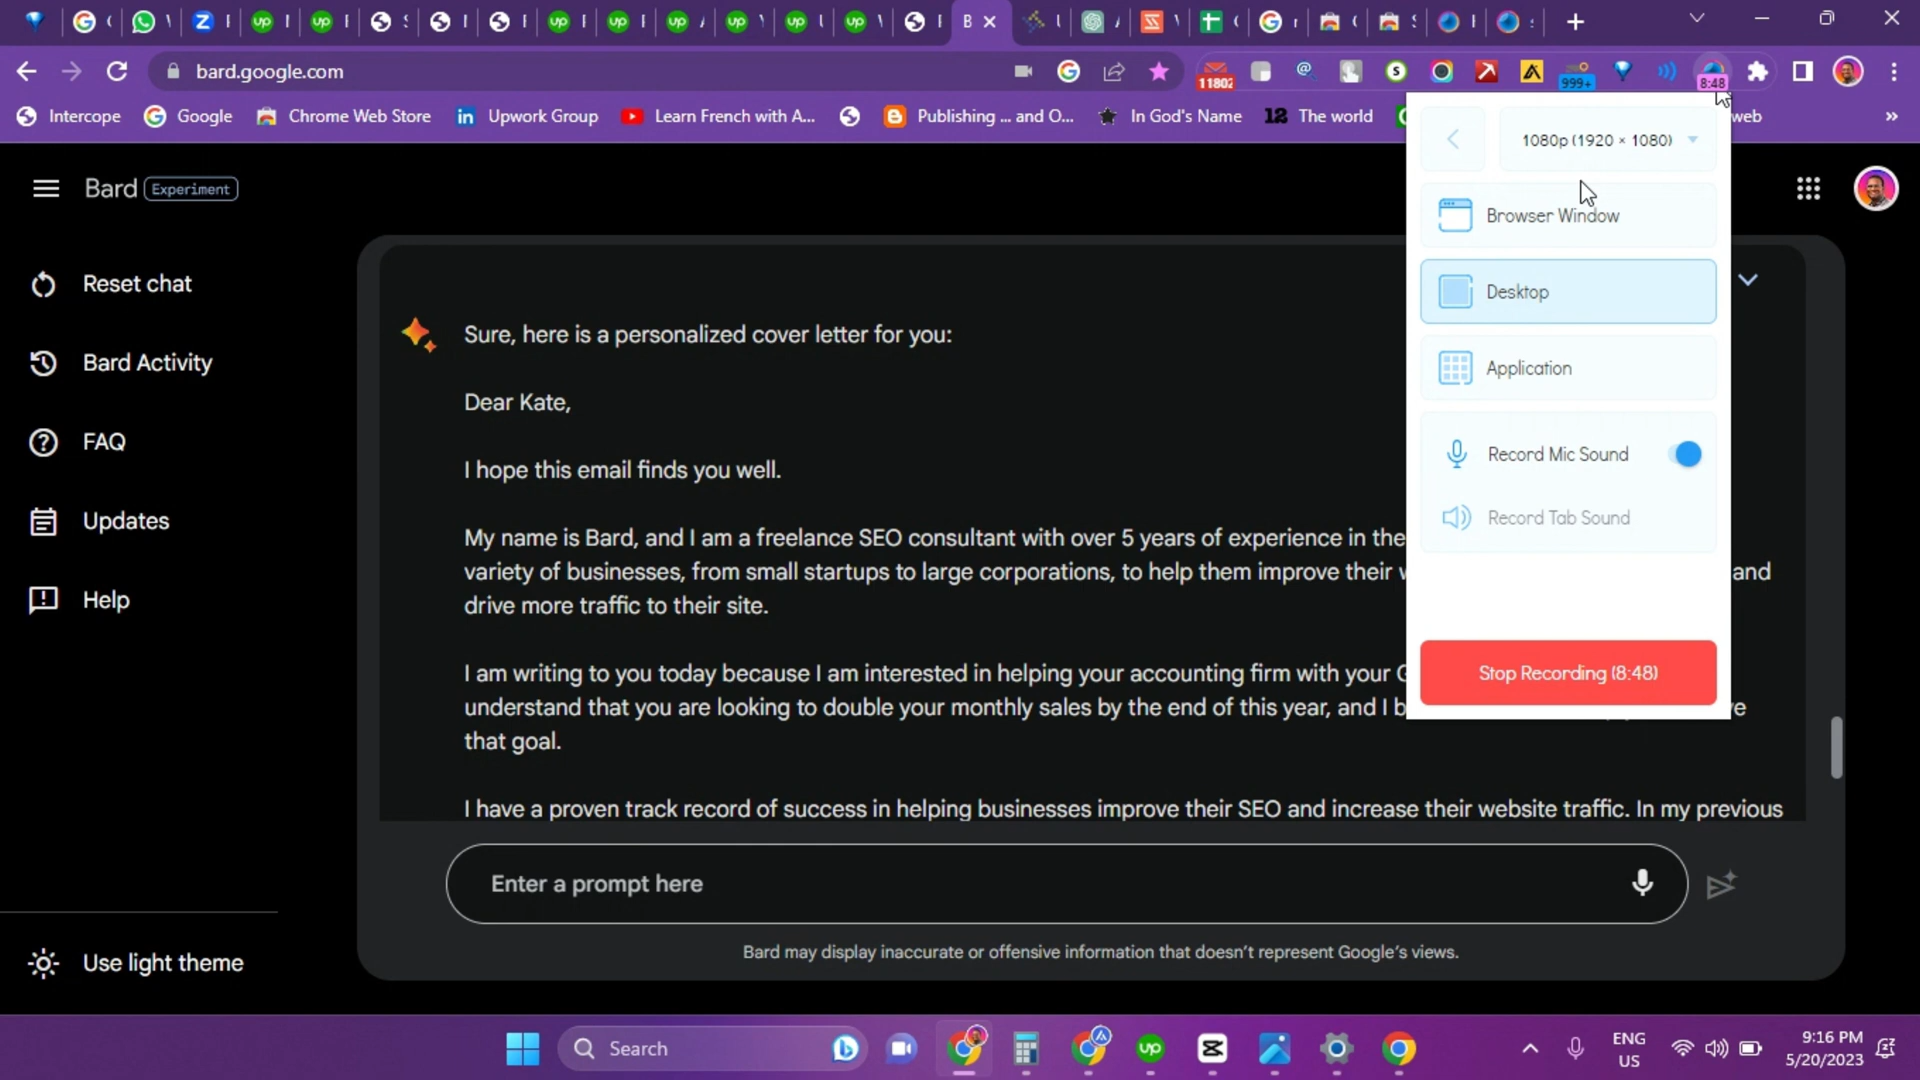 B
bard.google.com
11802
999+
8:48
Intercope
Google
Chrome Web Store
Upwork Group
Learn French with A...
Publishing ... and O...
In God's Name
12 The world
web
»
Bard Experiment
Reset chat
Bard Activity
FAQ
Updates
Help
Use light theme
Sure, here is a personalized cover letter for you:
Dear Kate,
I hope this email finds you well.
My name is Bard, and I am a freelance SEO consultant with over 5 years of experience in the
variety of businesses, from small startups to large corporations, to help them improve their w and
drive more traffic to their site.
I am writing to you today because I am interested in helping your accounting firm with your G
understand that you are looking to double your monthly sales by the end of this year, and I b ve
that goal.
I have a proven track record of success in helping businesses improve their SEO and increase their website traffic. In my previous
Enter a prompt here
Bard may display inaccurate or offensive information that doesn't represent Google's views.
1080p (1920 × 1080)
Browser Window
Desktop
Application
Record Mic Sound
Record Tab Sound
Stop Recording (8:48)
Search
ENG
US
9:16 PM
5/20/2023